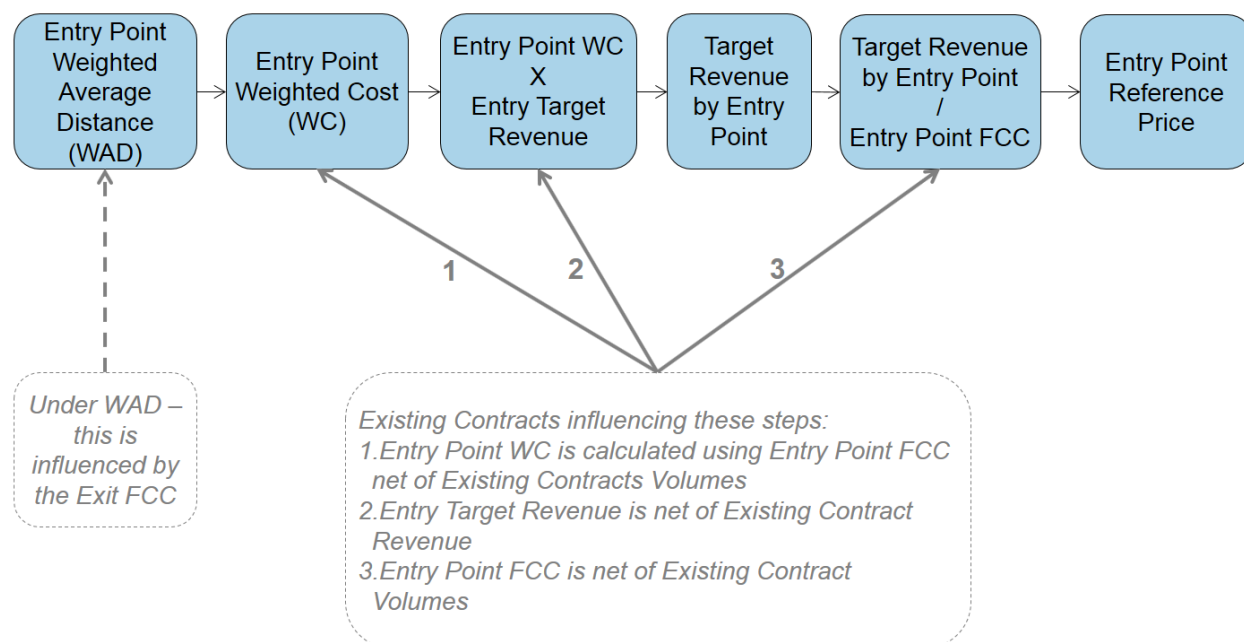 Entry Point
Weighted
Average
Distance
(WAD)
Entry Point
Weighted Cost
(WC)
Entry Point WC
X
Entry Target
Revenue
Target
Revenue
by Entry
Point
Target Revenue
by Entry Point
/
Entry Point FCC
Entry Point
Reference
Price
1
2
3
Under WAD –
this is
influenced by
the Exit FCC
Existing Contracts influencing these steps:
1.Entry Point WC is calculated using Entry Point FCC
net of Existing Contracts Volumes
2.Entry Target Revenue is net of Existing Contract
Revenue
3.Entry Point FCC is net of Existing Contract
Volumes